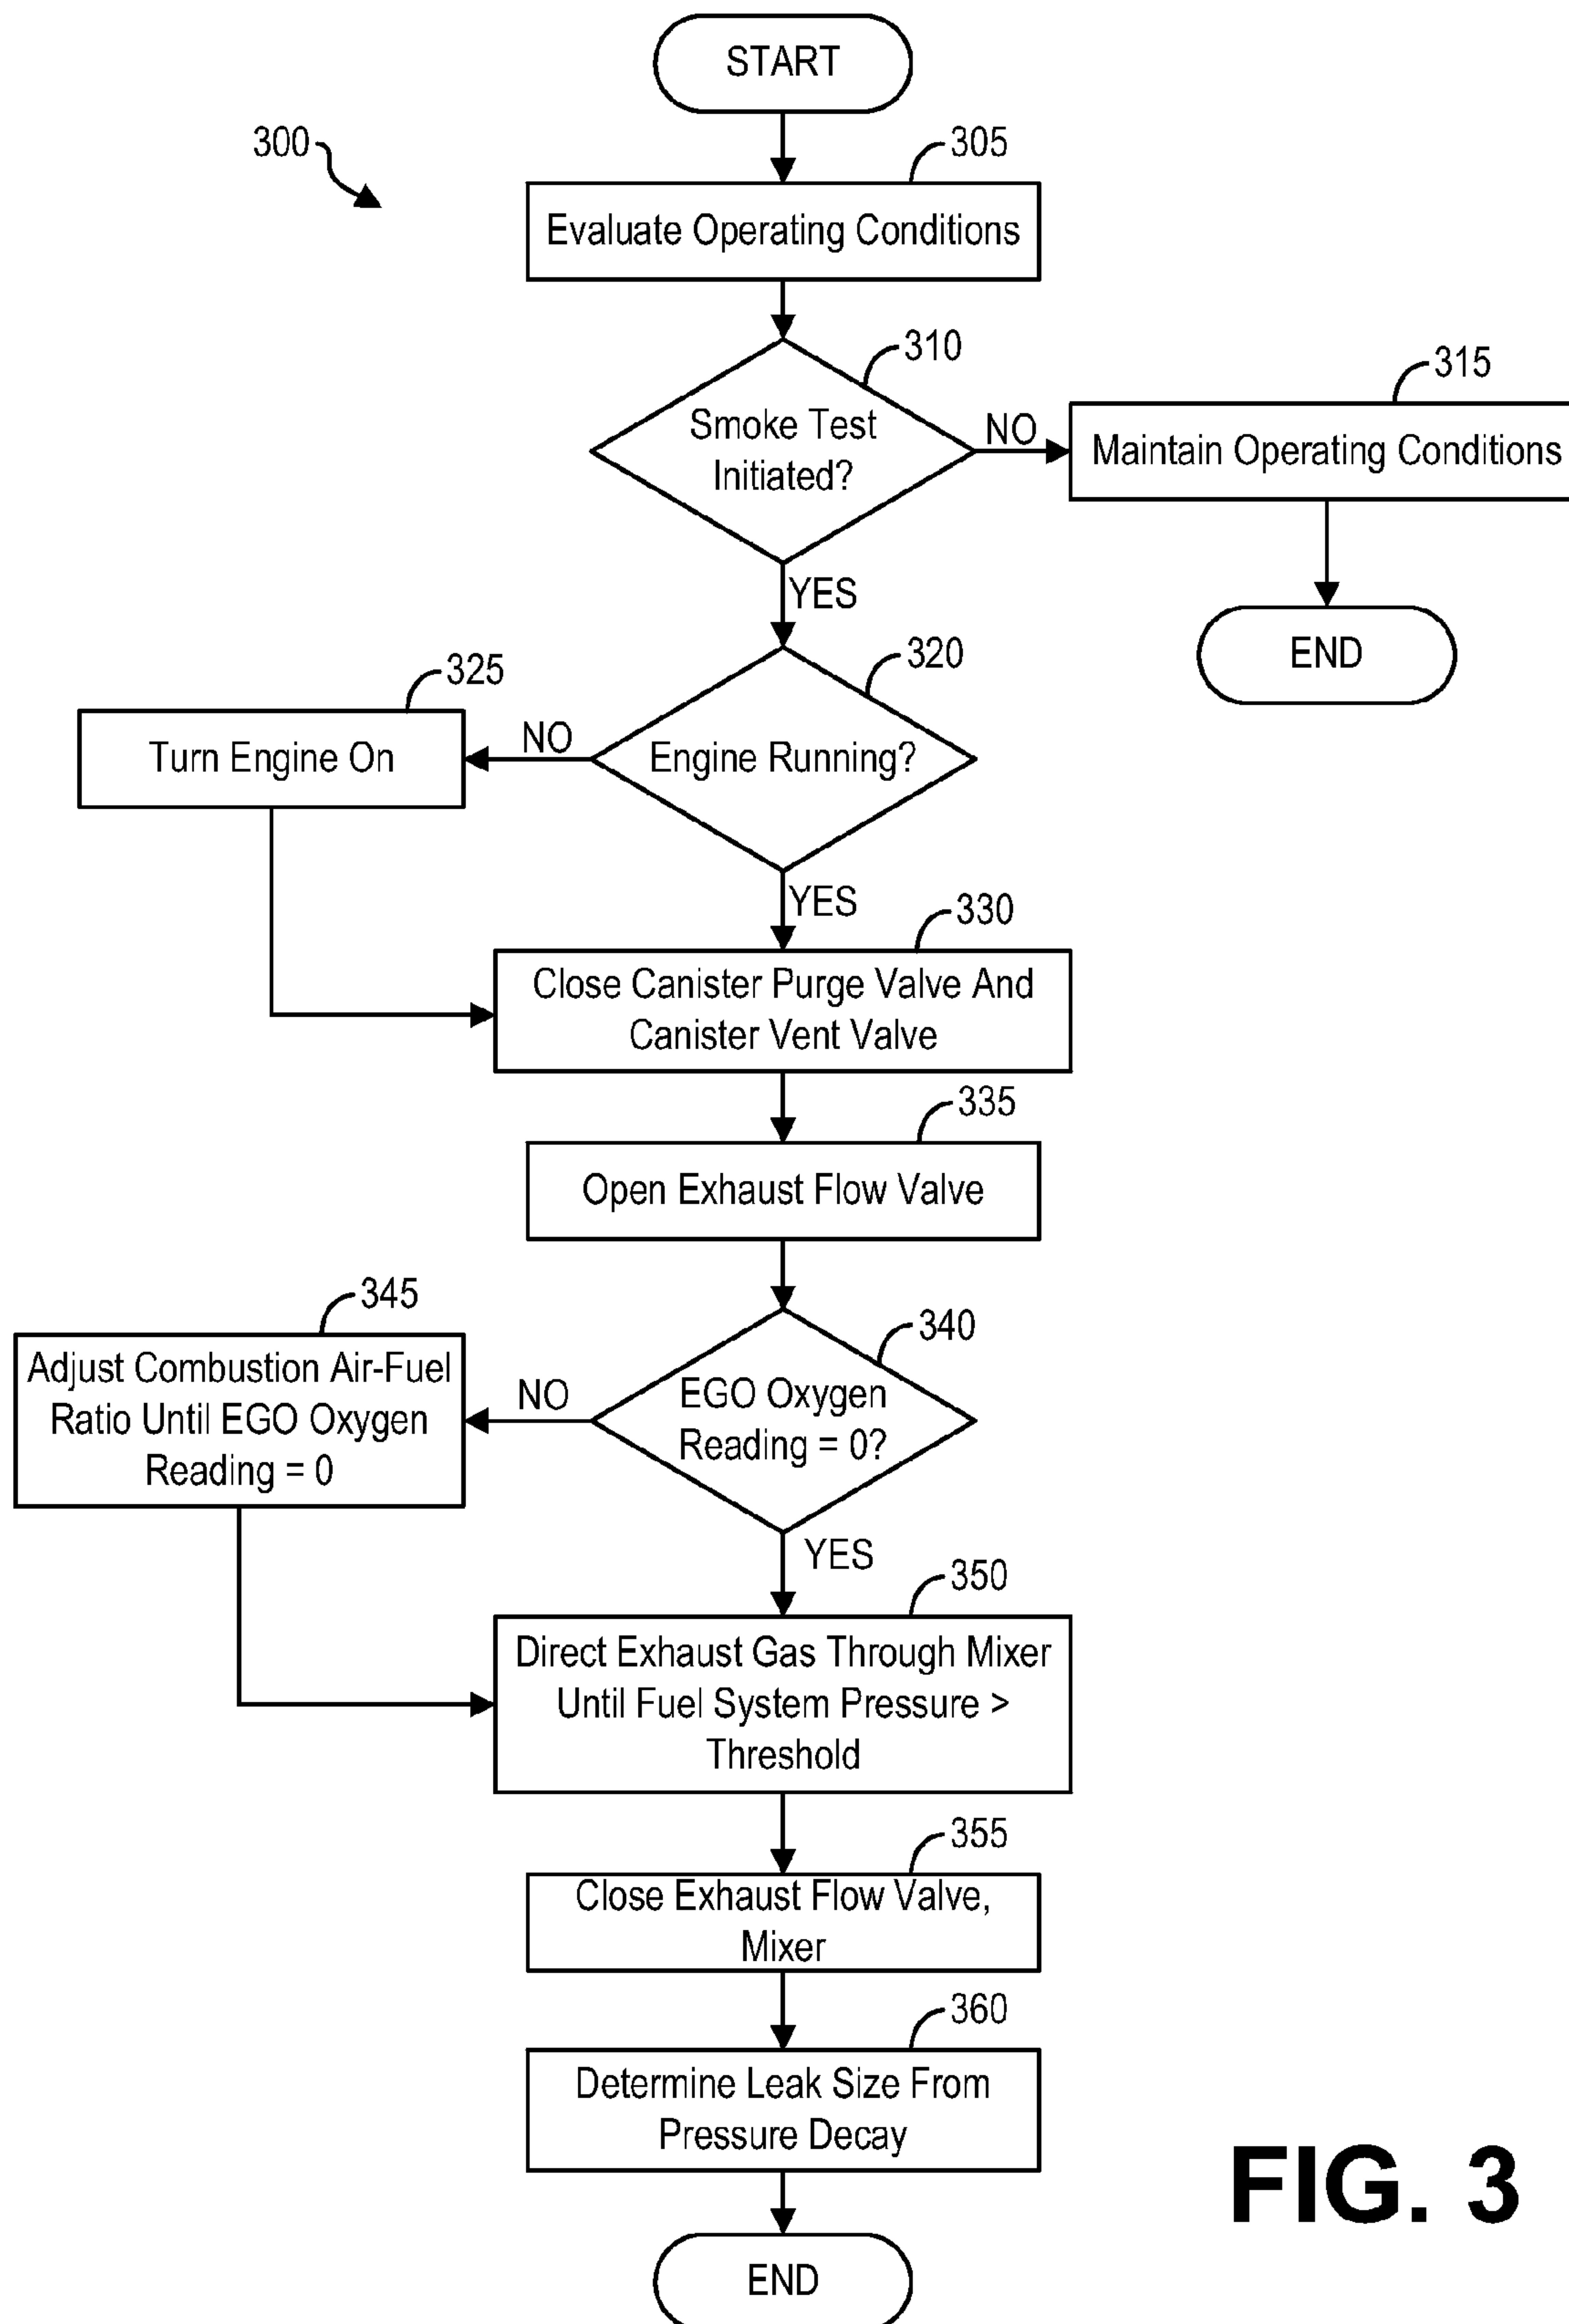 START
300
305
Evaluate Operating Conditions
310
Smoke Test
Initiated?
NO
315
Maintain Operating Conditions
END
YES
320
Engine Running?
NO
325
Turn Engine On
YES
330
Close Canister Purge Valve And
Canister Vent Valve
335
Open Exhaust Flow Valve
340
EGO Oxygen
Reading = 0?
NO
345
Adjust Combustion Air-Fuel
Ratio Until EGO Oxygen
Reading = 0
YES
350
Direct Exhaust Gas Through Mixer
Until Fuel System Pressure >
Threshold
355
Close Exhaust Flow Valve,
Mixer
360
Determine Leak Size From
Pressure Decay
END
FIG. 3